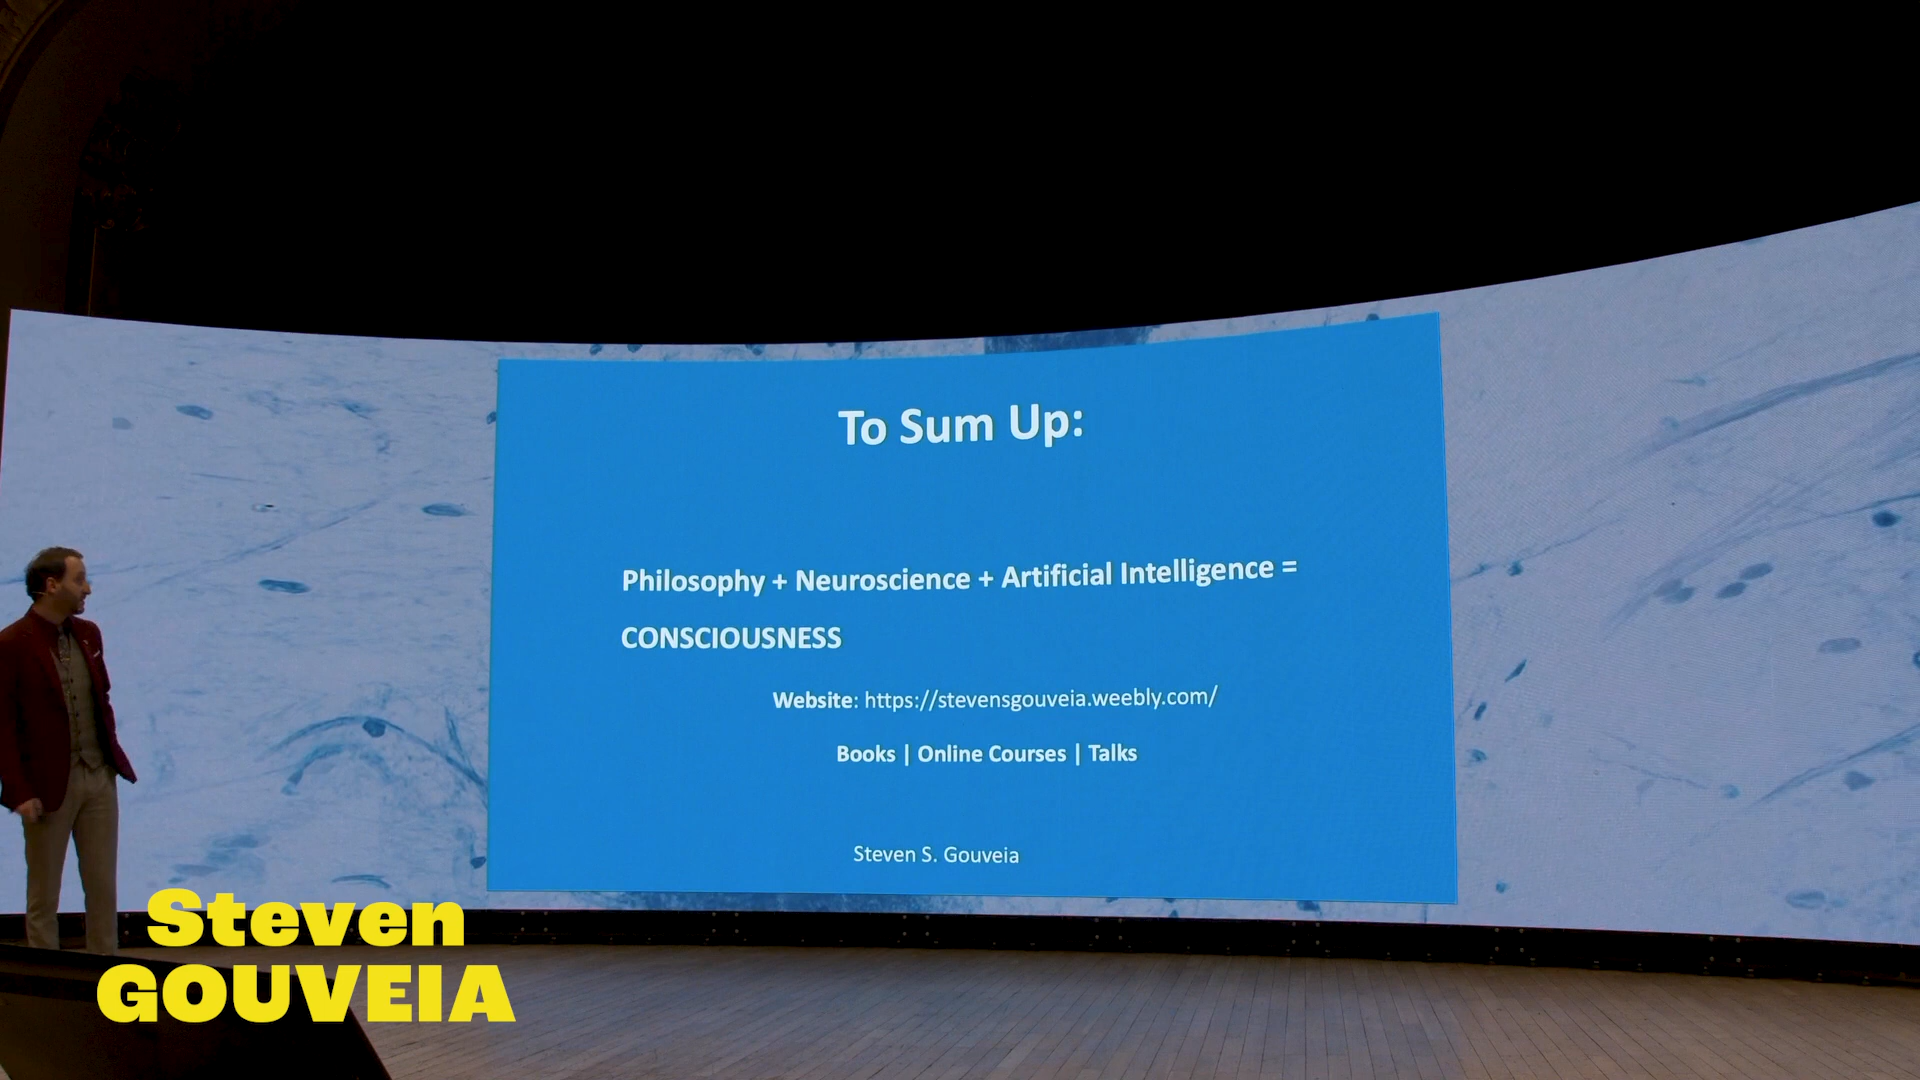 To Sum Up:
Philosophy + Neuroscience + Artificial Intelligence =
CONSCIOUSNESS
Website: https://stevensgouveia.weebly.com/
Books | Online Courses | Talks
Steven S. Gouveia
Steven
GOUVEIA